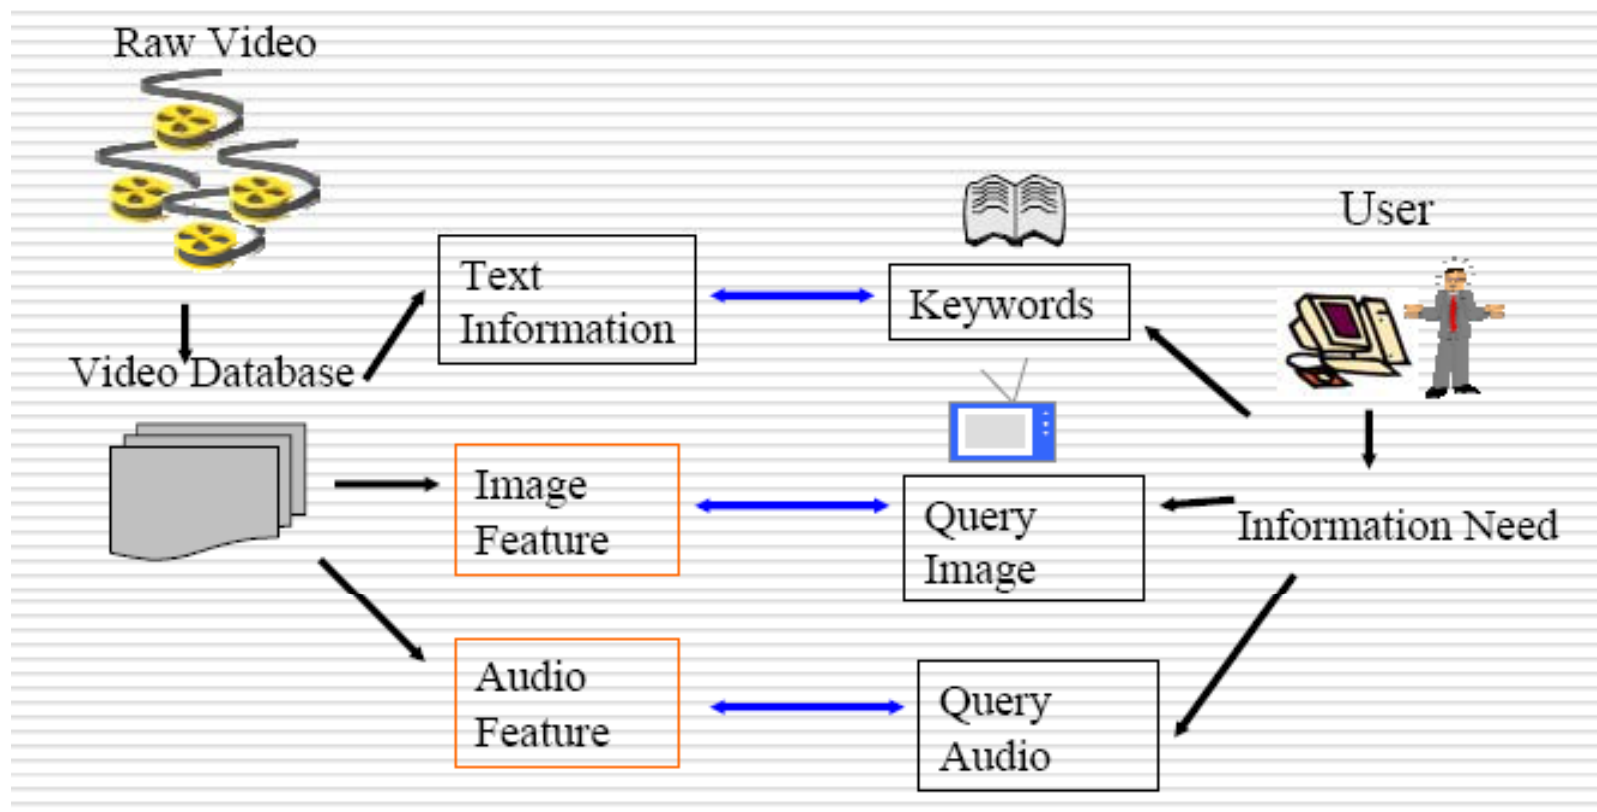 Raw Video
User
Text
Information
Keywords
Video Database
Image
Feature
Query
Image
Information Need
Audio
Feature
Query
Audio